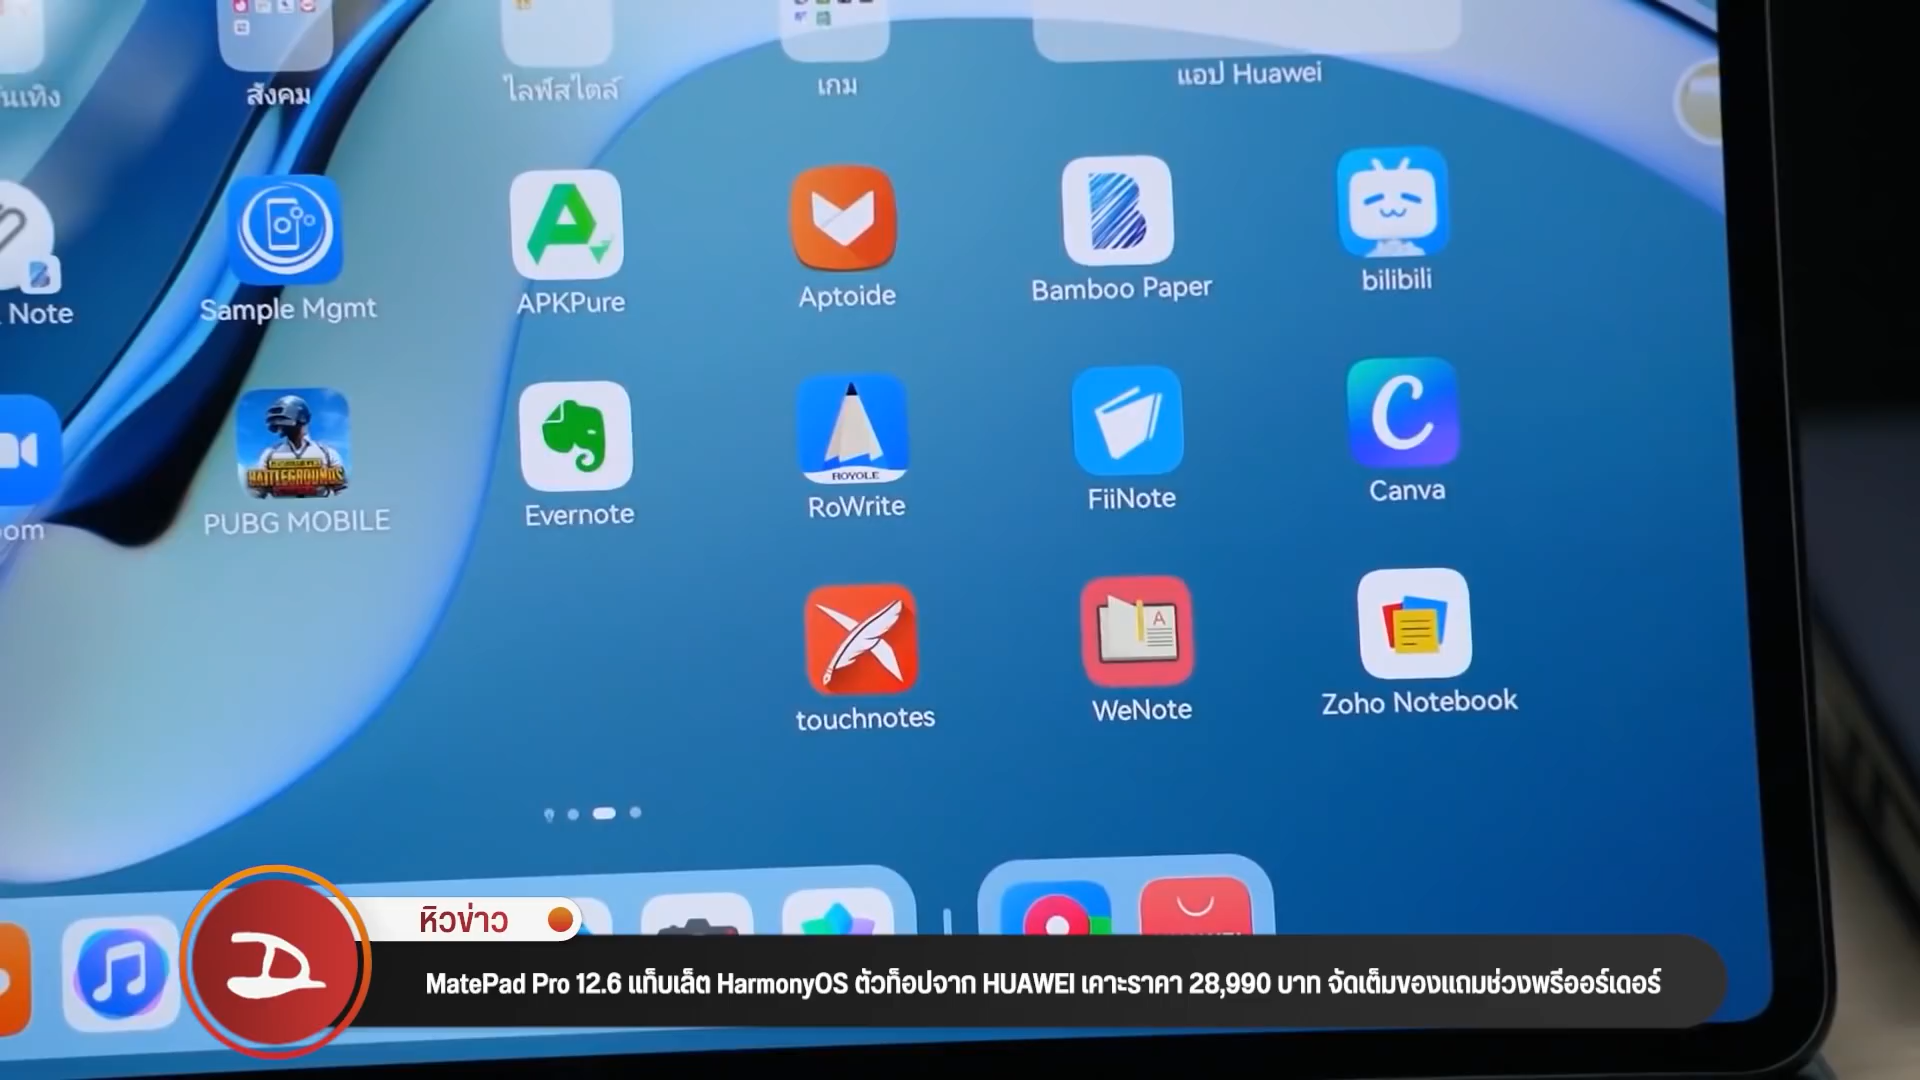 สังคม
ไลฟ์สไตล์
เกม
แอป Huawei
Note
Sample Mgmt
APKPure
Aptoide
Bamboo Paper
bilibili
PUBG MOBILE
Evernote
ROYOLE
RoWrite
FiiNote
Canva
touchnotes
WeNote
Zoho Notebook
หิวข่าว
MatePad Pro 12.6 แท็บเล็ต HarmonyOS ตัวท็อปจาก HUAWEI เคาะราคา 28,990 บาท จัดเต็มของแถมช่วงพรีออร์เดอร์